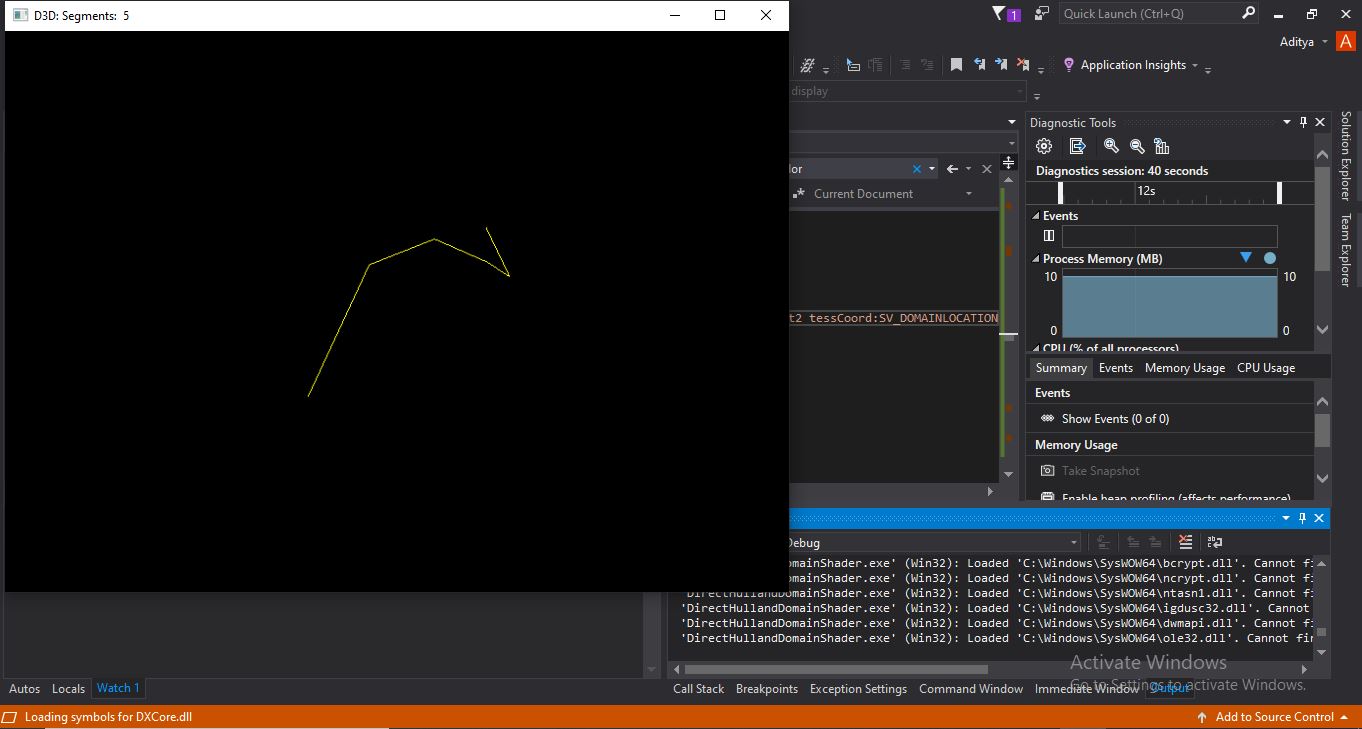 D3D: Segments: 5
1
Quick Launch (Ctrl+Q)
Aditya
A
Application Insights
display
Diagnostic Tools
Diagnostics session: 40 seconds
12s
Current Document
Events
Process Memory (MB)
10
10
0
0
CPU (% of all processors)
t2 tessCoord:SV_DOMAINLOCATION
Summary
Events
Memory Usage
CPU Usage
Events
Show Events (0 of 0)
Memory Usage
Take Snapshot
Enable heap profiling (affects performance)
Solution Explorer
Team Explorer
Debug
omainShader.exe' (Win32): Loaded 'C:\Windows\SysWOW64\bcrypt.dll'. Cannot fi
omainShader.exe' (Win32): Loaded 'C:\Windows\SysWOW64\ncrypt.dll'. Cannot fi
'DirectHullandDomainShader.exe' (Win32): Loaded 'C:\Windows\SysWOW64\ntasn1.dll'. Cannot fi
'DirectHullandDomainShader.exe' (Win32): Loaded 'C:\Windows\SysWOW64\igdusc32.dll'. Cannot
'DirectHullandDomainShader.exe' (Win32): Loaded 'C:\Windows\SysWOW64\dwmapi.dll'. Cannot fi
'DirectHullandDomainShader.exe' (Win32): Loaded 'C:\Windows\SysWOW64\ole32.dll'. Cannot fin
Activate Windows
Go to Settings to activate Windows.
Autos
Locals
Watch 1
Call Stack
Breakpoints
Exception Settings
Command Window
Immediate Window
Output
Loading symbols for DXCore.dll
Add to Source Control